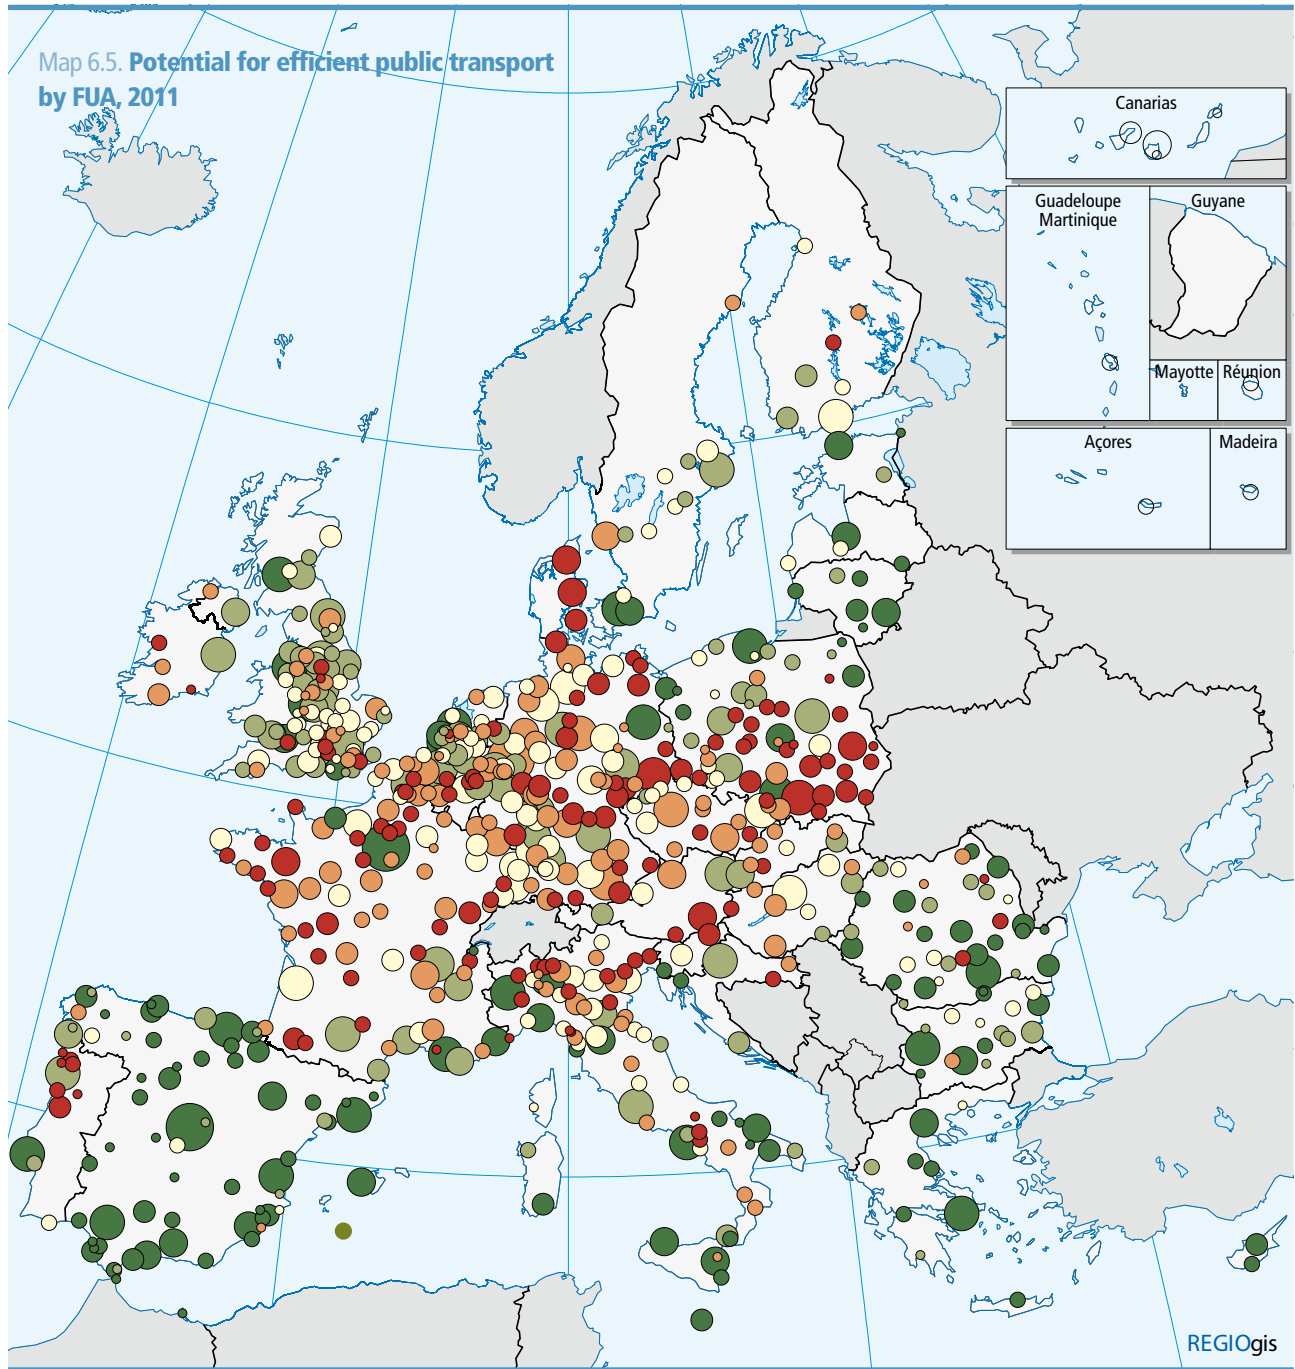 Map 6.5. Potential for efficient public transport
by FUA, 2011
Canarias
Guadeloupe
Martinique
Guyane
Mayotte
Réunion
Açores
Madeira
REGIOgis